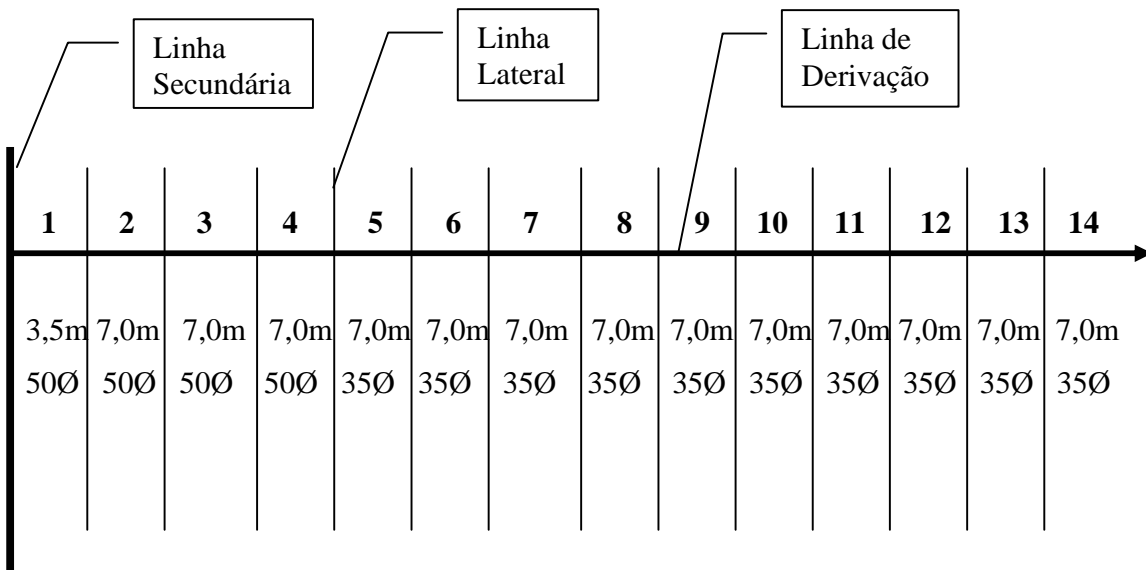 Linha
Secundária
Linha
Lateral
Linha de
Derivação
1 2 3 4 5 6 7 8 9 10 11 12 13 14
3,5m 7,0m 7,0m 7,0m 7,0m 7,0m 7,0m 7,0m 7,0m 7,0m 7,0m 7,0m 7,0m 7,0m
50Ø 50Ø 50Ø 50Ø 35Ø 35Ø 35Ø 35Ø 35Ø 35Ø 35Ø 35Ø 35Ø 35Ø